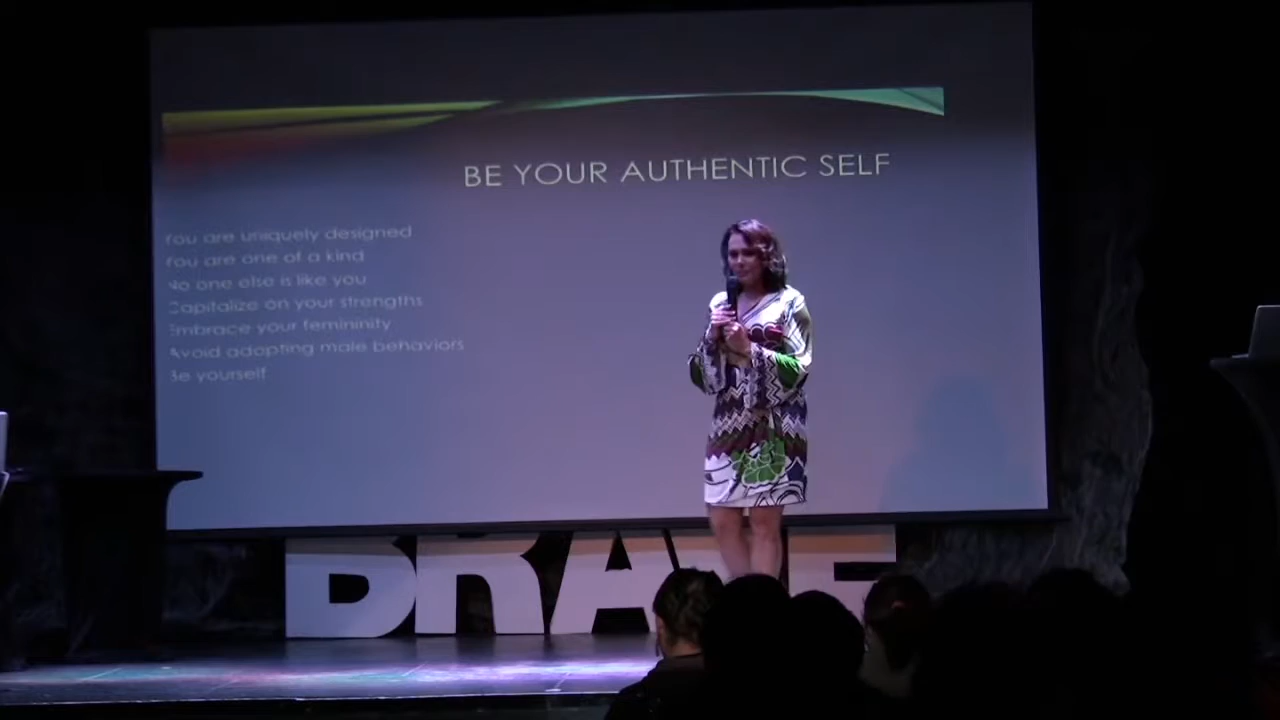 BE YOUR AUTHENTIC SELF
You are uniquely designed
You are one of a kind
No one else is like you
Capitalize on your strengths
Embrace your femininity
Avoid adopting male behaviors
Be yourself
BRAVE